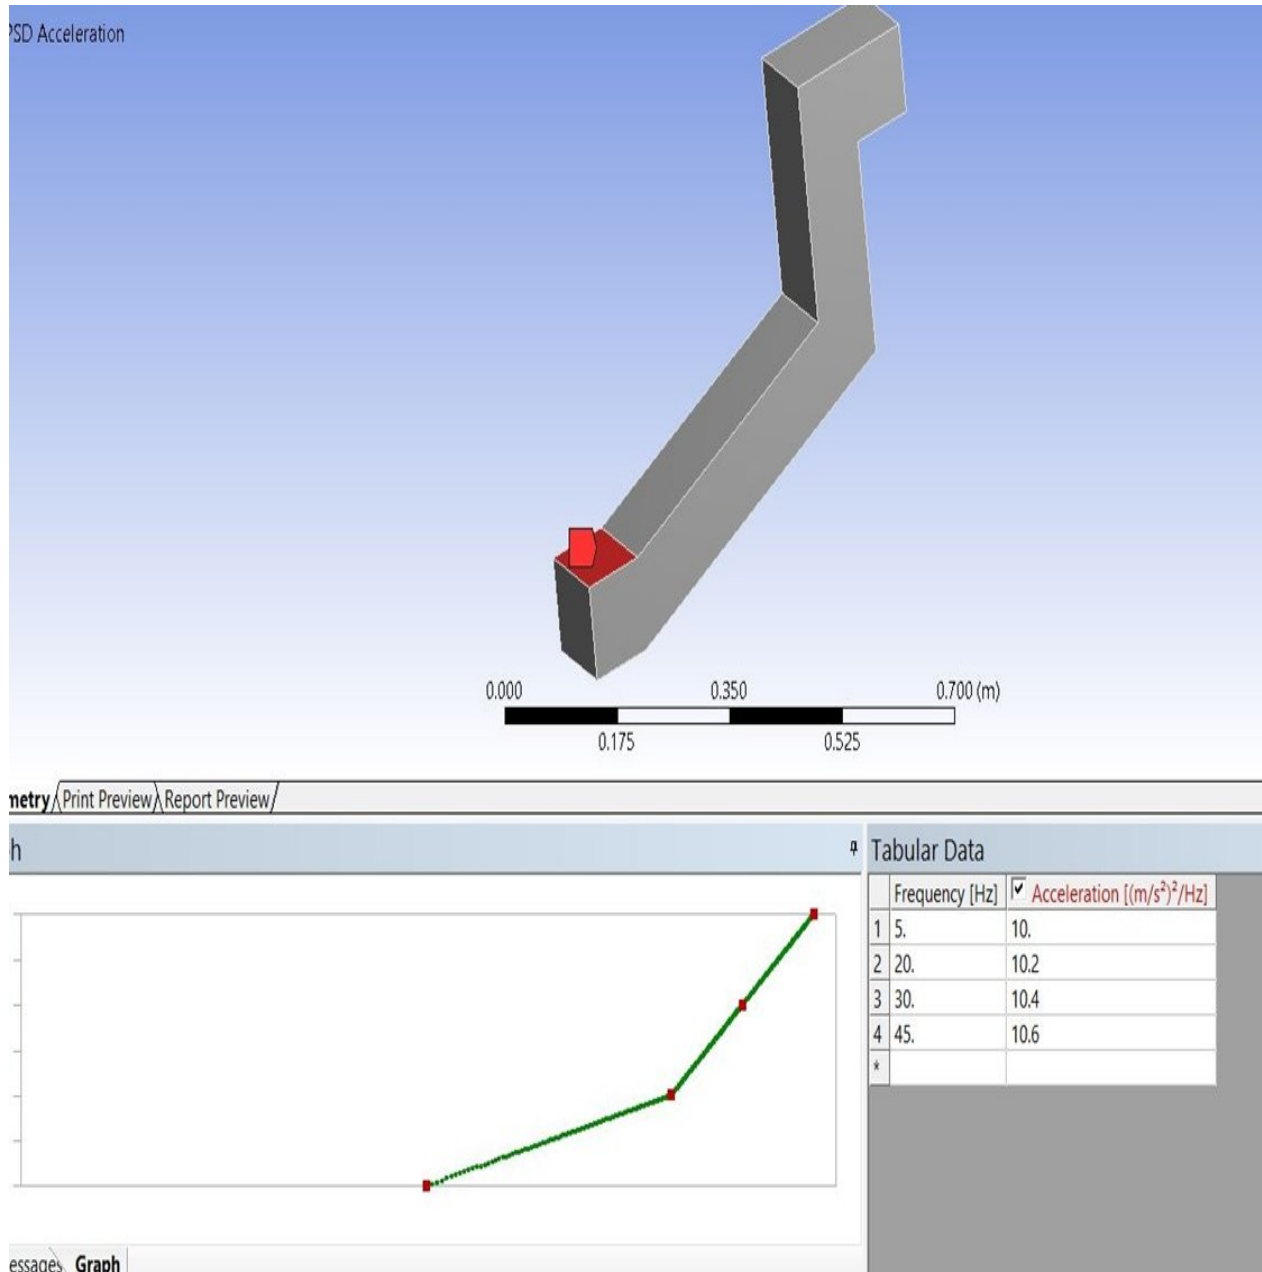 PSD Acceleration
0.000 0.350 0.700 (m)
0.175 0.525
metry Print Preview Report Preview
h Tabular Data
Frequency [Hz] Acceleration [(m/s²)²/Hz]
1 5. 10.
2 20. 10.2
3 30. 10.4
4 45. 10.6
*
essages Graph